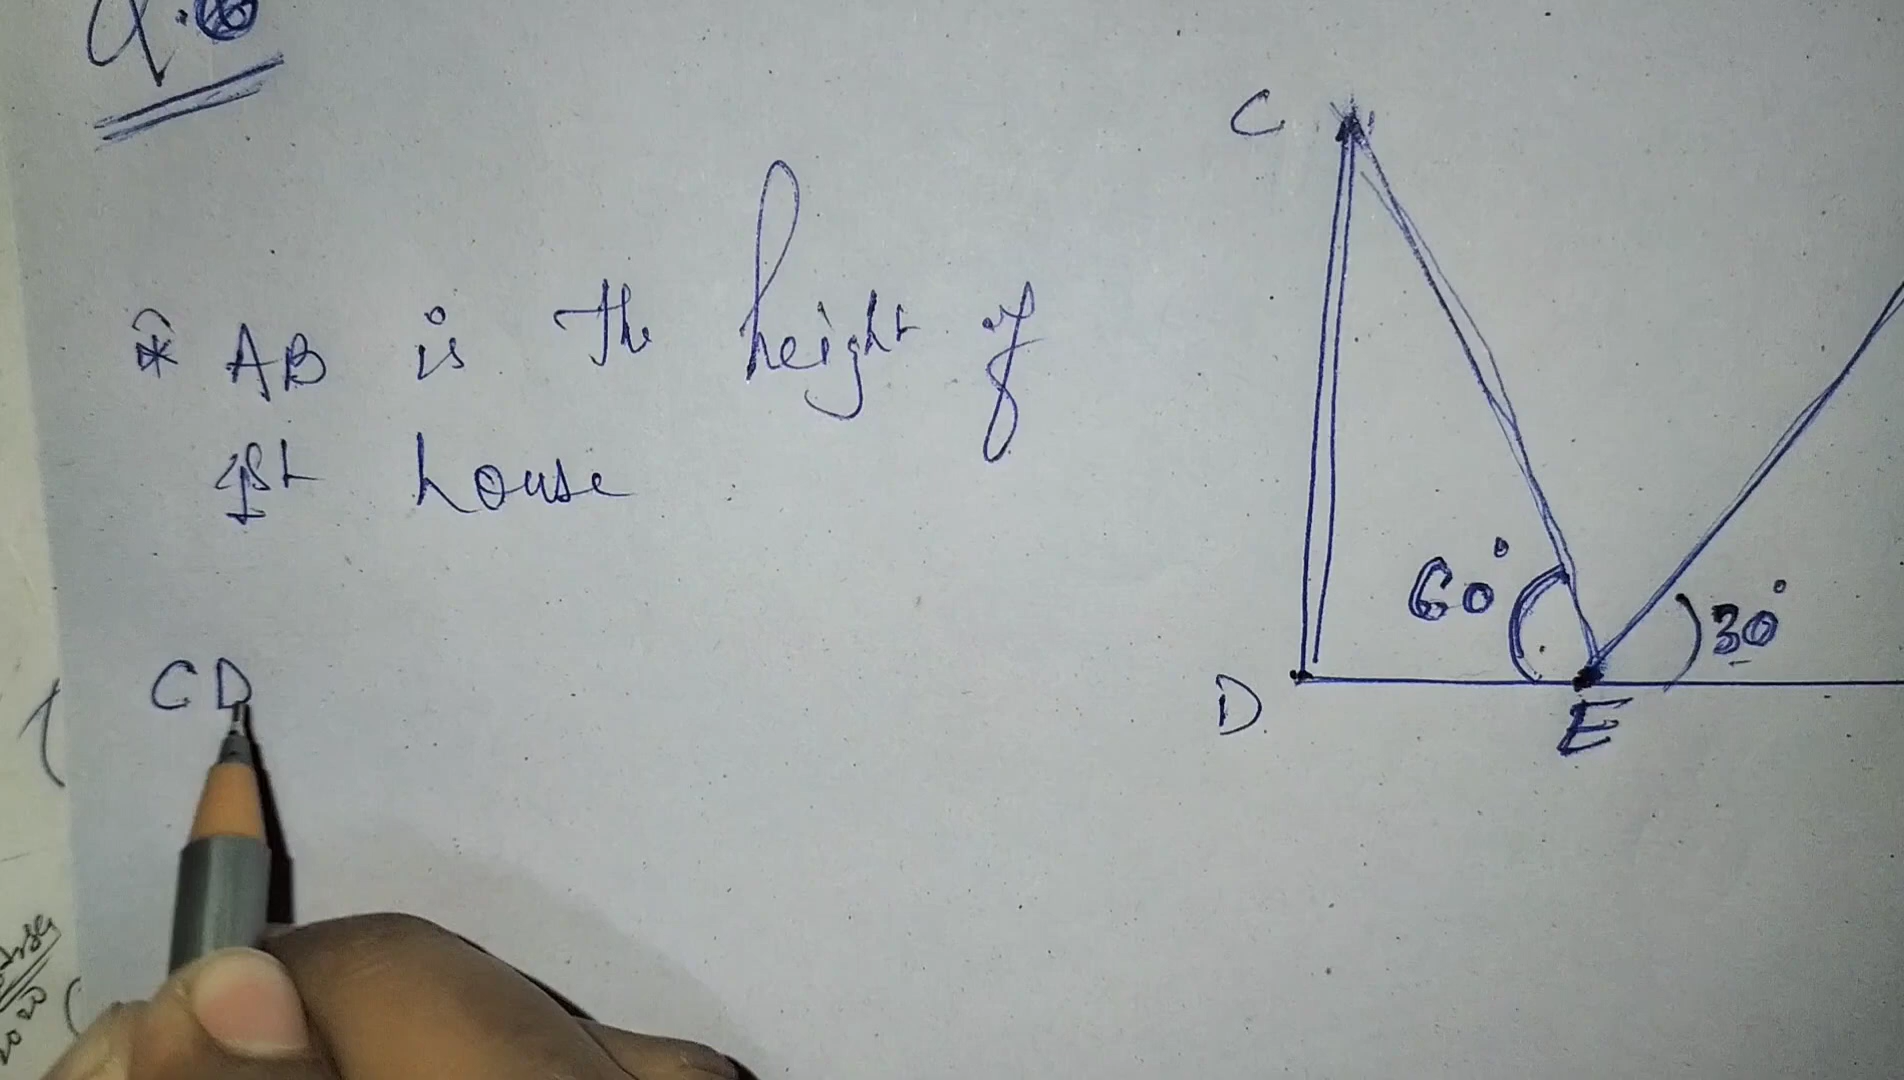 * AB is the height of
1st house
CD
C
60°
30°
D
E